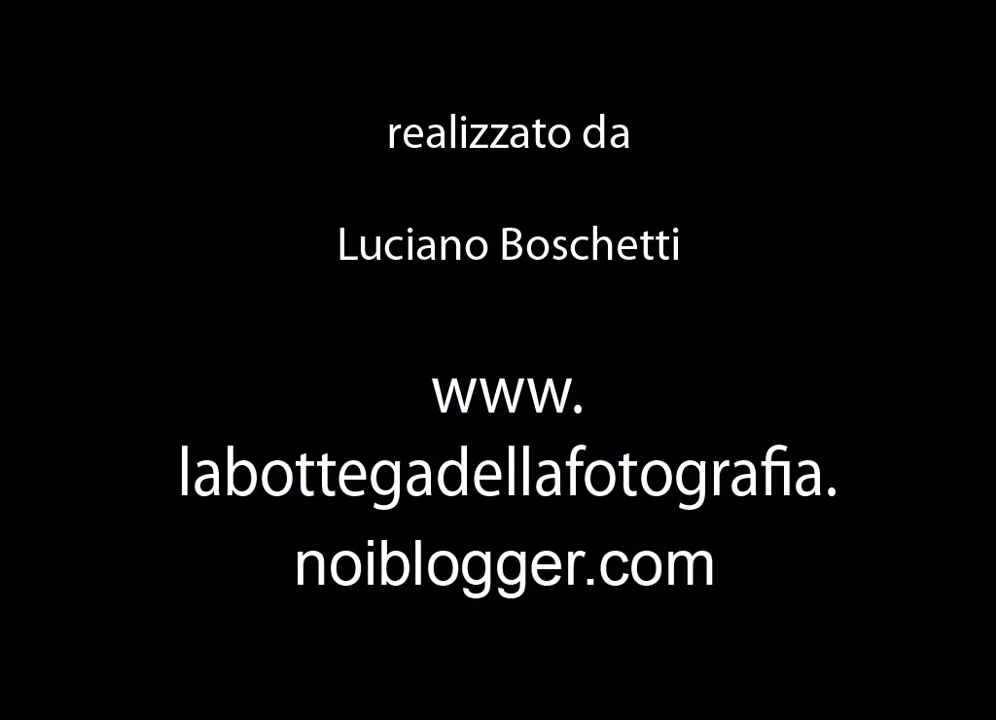 realizzato da
Luciano Boschetti
www.
labottegadellafotografia.
noiblogger.com